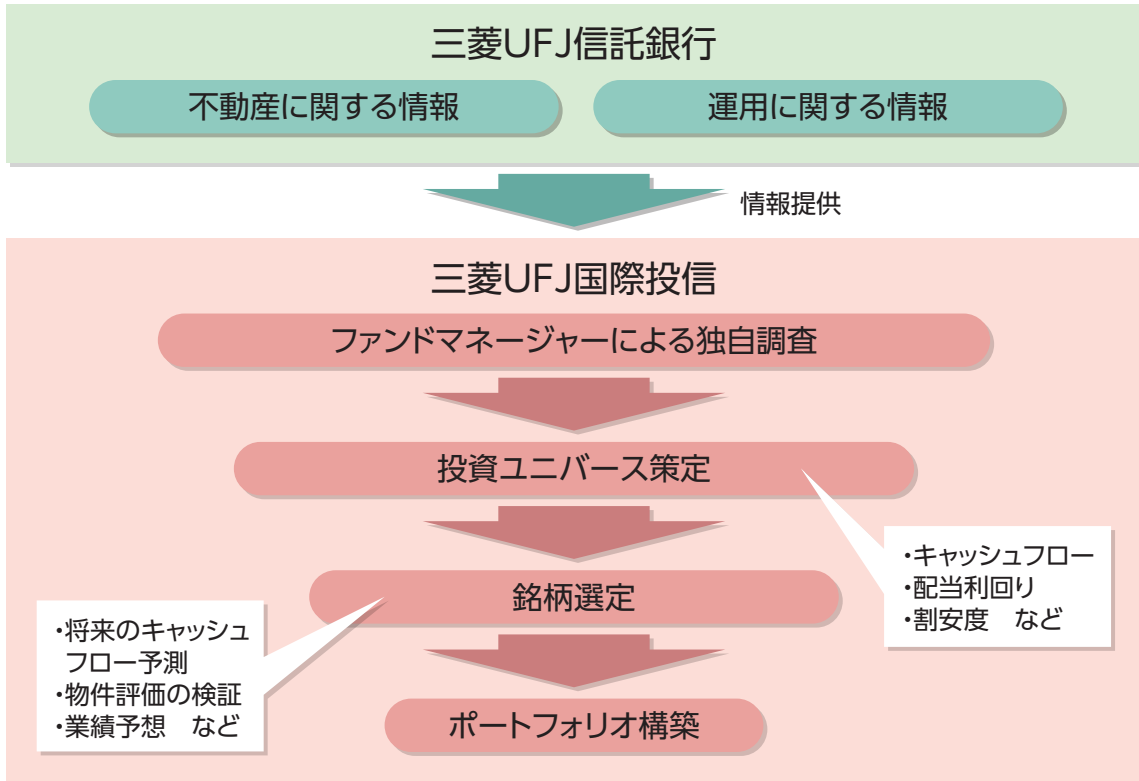 三菱UFJ信託銀行
不動産に関する情報
運用に関する情報
情報提供
三菱UFJ国際投信
ファンドマネージャーによる独自調査
投資ユニバース策定
・キャッシュフロー
・配当利回り
・割安度　など
銘柄選定
・将来のキャッシュ
フロー予測
・物件評価の検証
・業績予想　など
ポートフォリオ構築